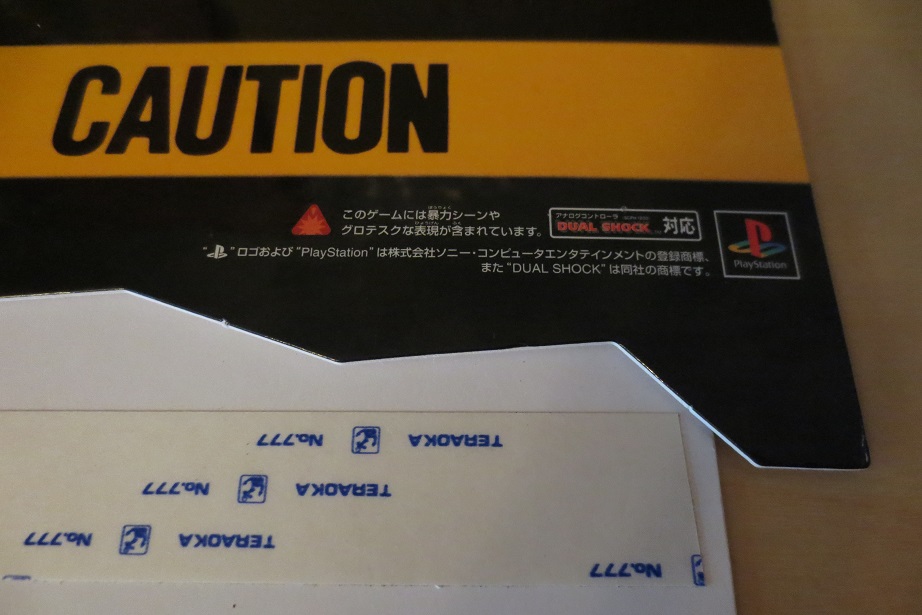 CAUTION
このゲームには暴力シーンや
グロテスクな表現が含まれています。
アナログコントローラ
DUAL SHOCK 対応
" "ロゴおよび"PlayStation"は株式会社ソニー・コンピュータエンタテインメントの登録商標、
また"DUAL SHOCK"は同社の商標です。
PlayStation
TERAOKA No.777
TERAOKA No.777
TERAOKA No.777
No.777